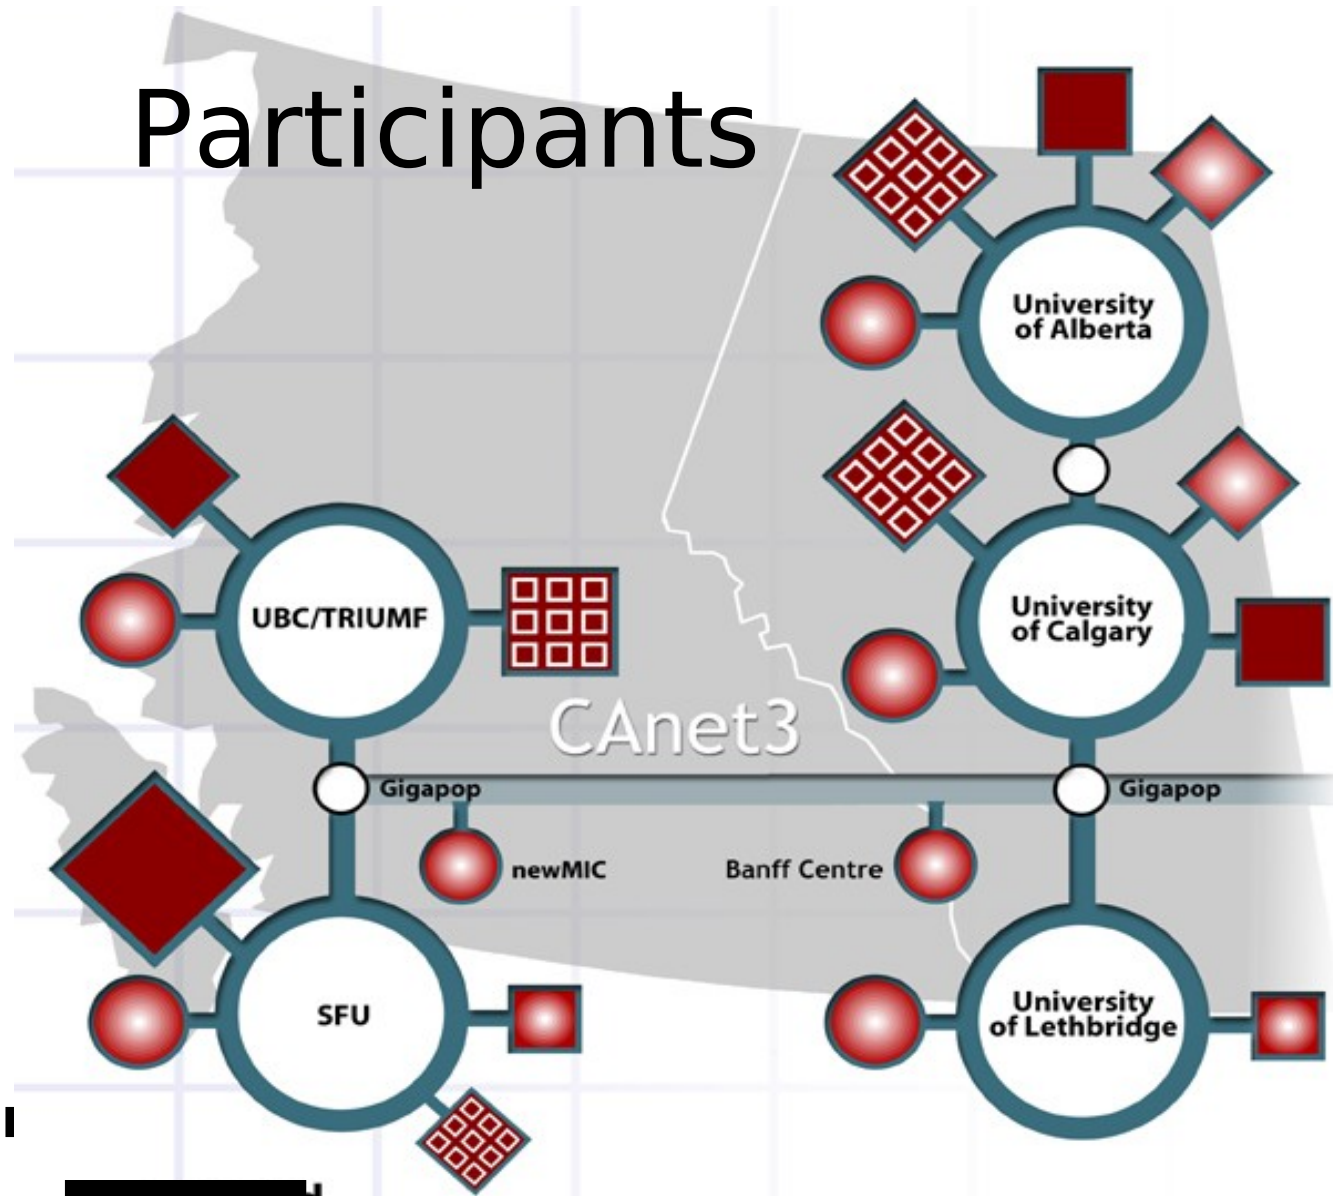 Participants
University
of Alberta
UBC/TRIUMF
University
of Calgary
CAnet3
Gigapop
Gigapop
newMIC
Banff Centre
SFU
University
of Lethbridge